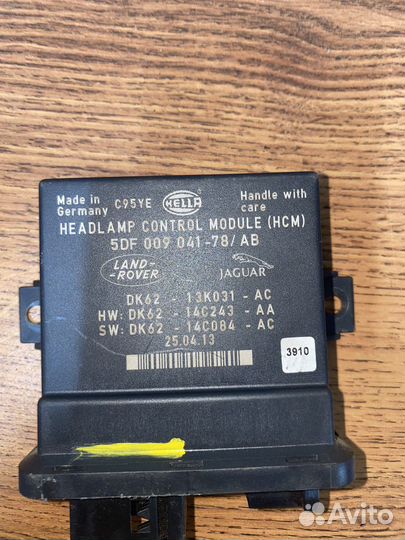 Made in Germany C95YE HELLA Handle with care
HEADLAMP CONTROL MODULE (HCM)
5DF 009 041-78/AB
LAND-ROVER JAGUAR
DK62 - 13K031 - AC
HW: DK62 - 14C243 - AA
SW: DK62 - 14C084 - AC
25.04.13
3910
Avito